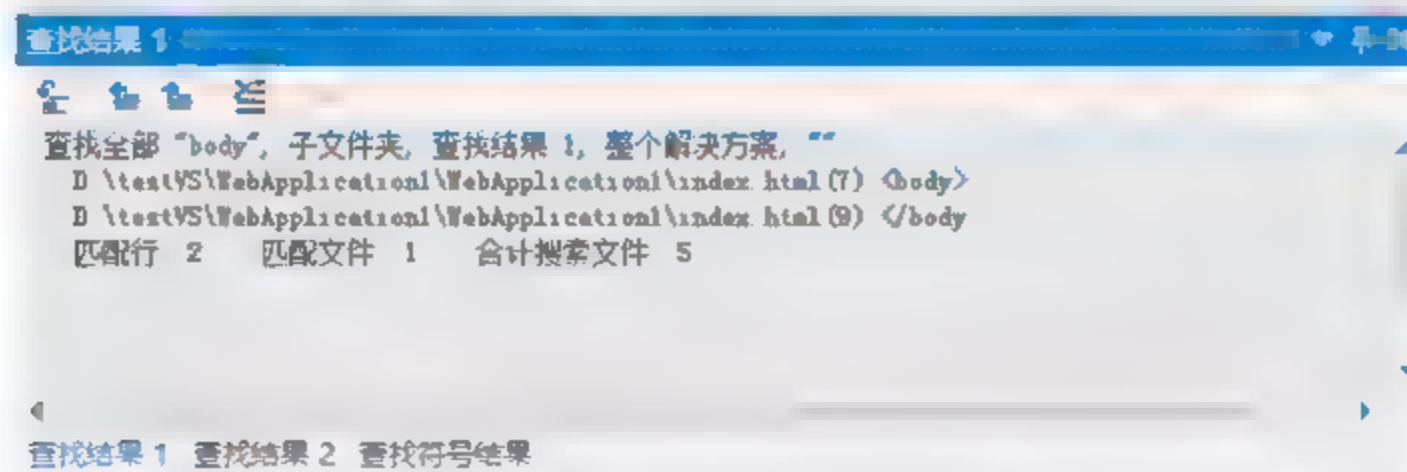 查找结果 1
查找全部 "body", 子文件夹, 查找结果 1, 整个解决方案, ""
D \testVS\WebApplication1\WebApplication1\index.html(7) <body>
D \testVS\WebApplication1\WebApplication1\index.html(9) </body
匹配行 2 匹配文件 1 合计搜索文件 5
查找结果 1 查找结果 2 查找符号结果